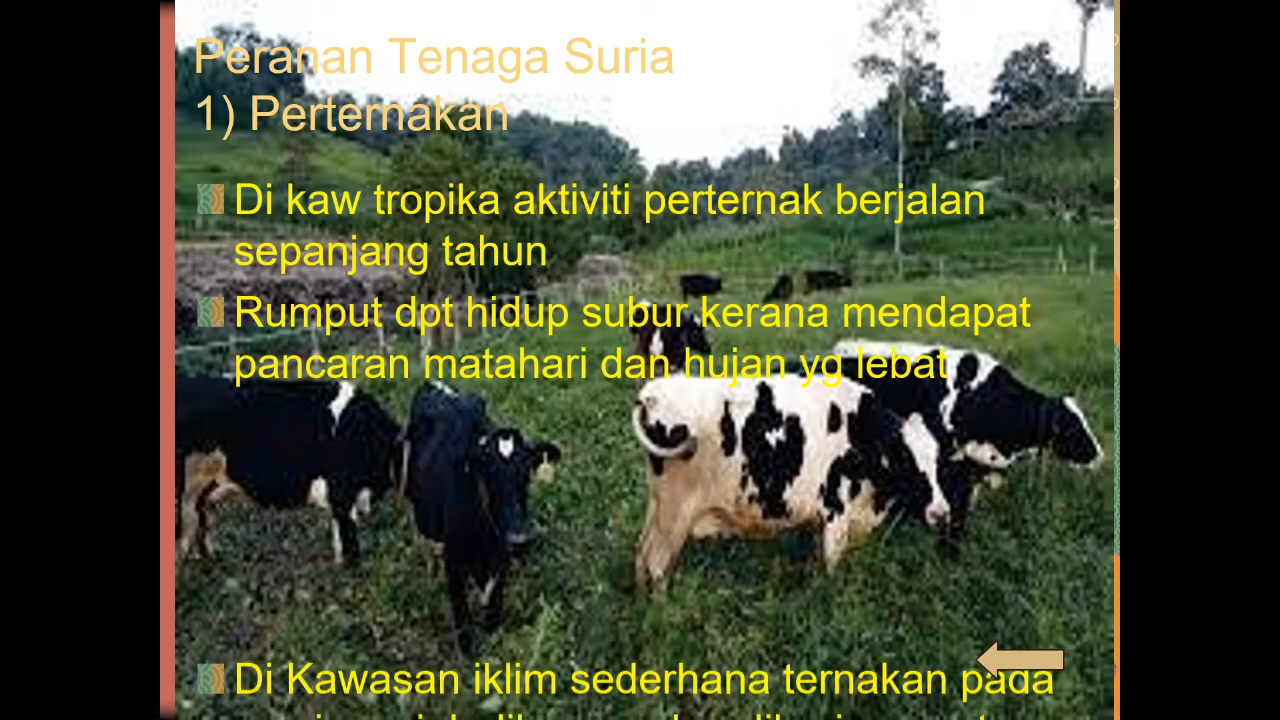 Peranan Tenaga Suria
1) Perternakan
Di kaw tropika aktiviti perternak berjalan
sepanjang tahun
Rumput dpt hidup subur kerana mendapat
pancaran matahari dan hujan yg lebat
Di Kawasan iklim sederhana ternakan pada